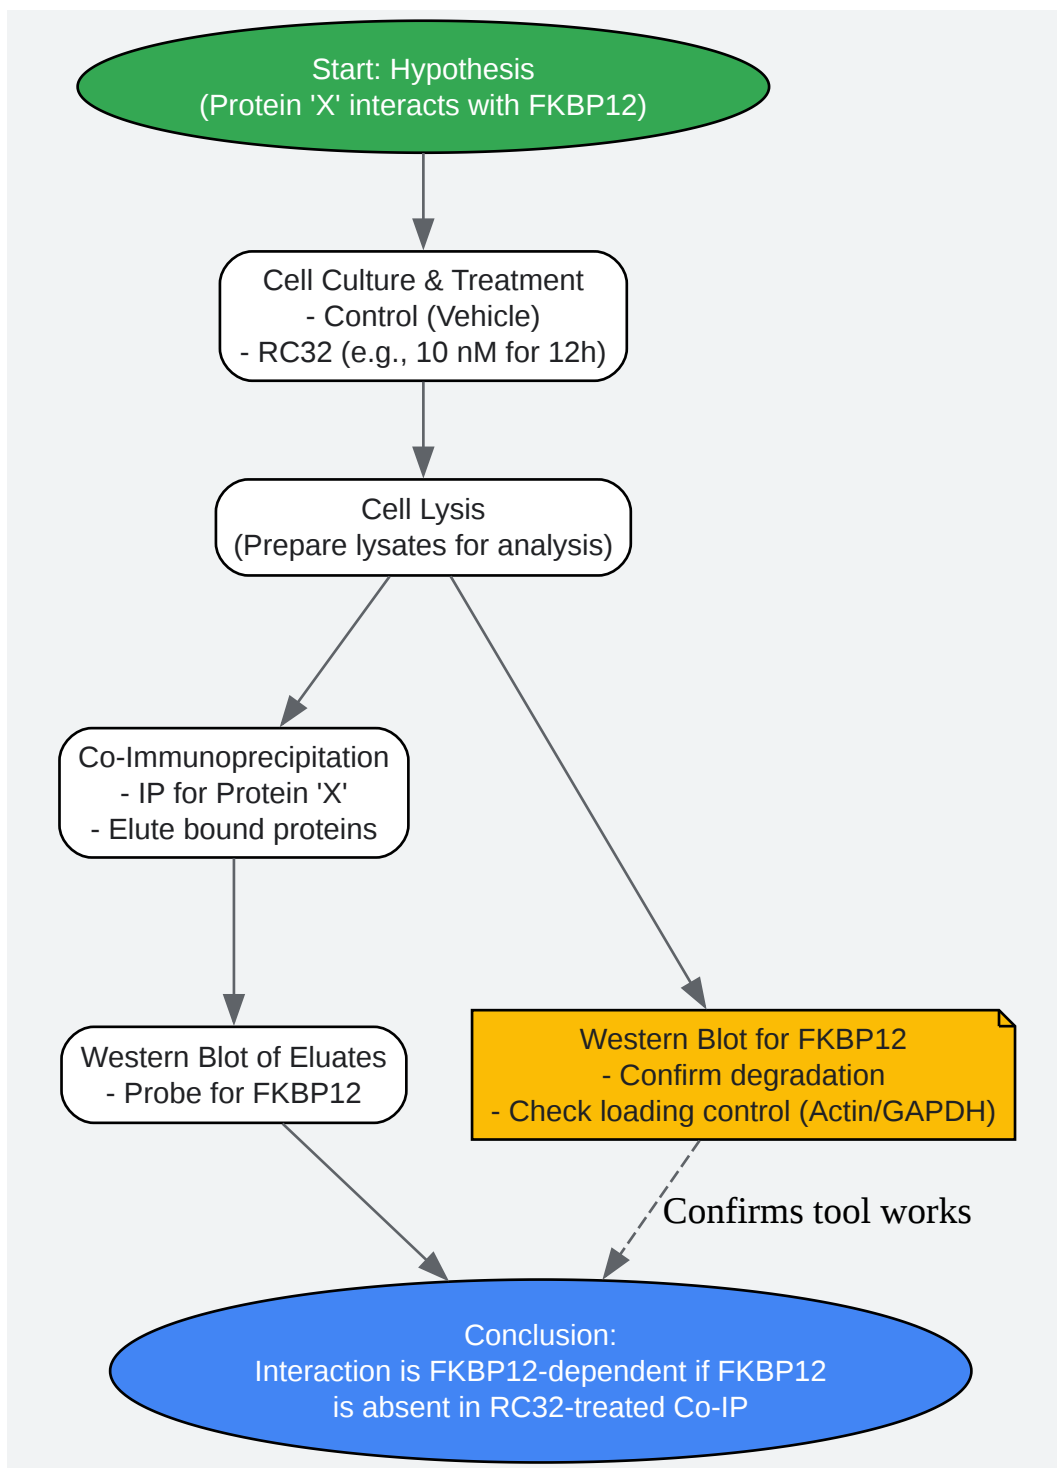 Start: Hypothesis
(Protein 'X' interacts with FKBP12)
Cell Culture & Treatment
- Control (Vehicle)
- RC32 (e.g., 10 nM for 12h)
Cell Lysis
(Prepare lysates for analysis)
Co-Immunoprecipitation
- IP for Protein 'X'
- Elute bound proteins
Western Blot of Eluates
- Probe for FKBP12
Western Blot for FKBP12
- Confirm degradation
- Check loading control (Actin/GAPDH)
Confirms tool works
Conclusion:
Interaction is FKBP12-dependent if FKBP12
is absent in RC32-treated Co-IP